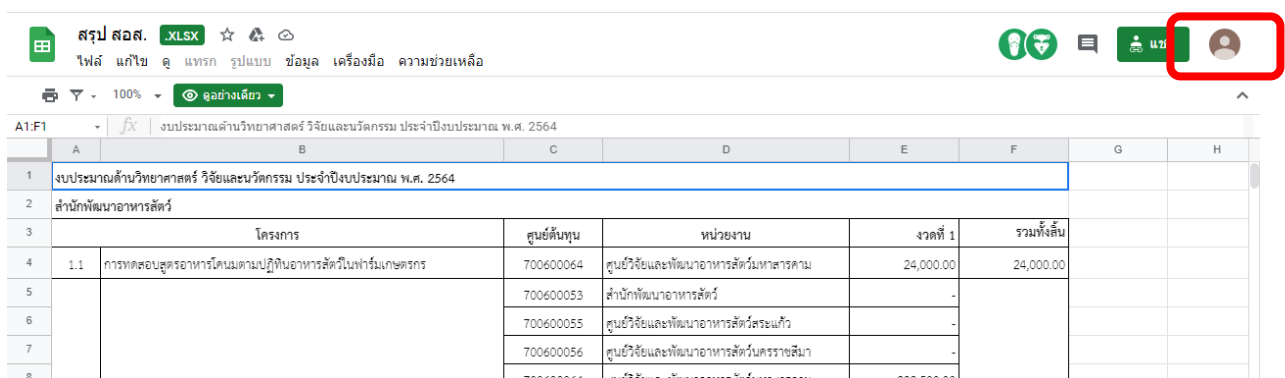 สรุป สอส. .XLSX
ไฟล์ แก้ไข ดู แทรก รูปแบบ ข้อมูล เครื่องมือ ความช่วยเหลือ
100% ดูอย่างเดียว
A1:F1 fx งบประมาณด้านวิทยาศาสตร์ วิจัยและนวัตกรรม ประจำปีงบประมาณ พ.ศ. 2564
A B C D E F G H
1 งบประมาณด้านวิทยาศาสตร์ วิจัยและนวัตกรรม ประจำปีงบประมาณ พ.ศ. 2564
2 สำนักพัฒนาอาหารสัตว์
3 โครงการ ศูนย์ต้นทุน หน่วยงาน งวดที่ 1 รวมทั้งสิ้น
4 1.1 การทดสอบสูตรอาหารโคนมตามปฏิทินอาหารสัตว์ในฟาร์มเกษตรกร 700600064 ศูนย์วิจัยและพัฒนาอาหารสัตว์มหาสารคาม 24,000.00 24,000.00
5 700600053 สำนักพัฒนาอาหารสัตว์ -
6 700600055 ศูนย์วิจัยและพัฒนาอาหารสัตว์สระแก้ว -
7 700600056 ศูนย์วิจัยและพัฒนาอาหารสัตว์นครราชสีมา -